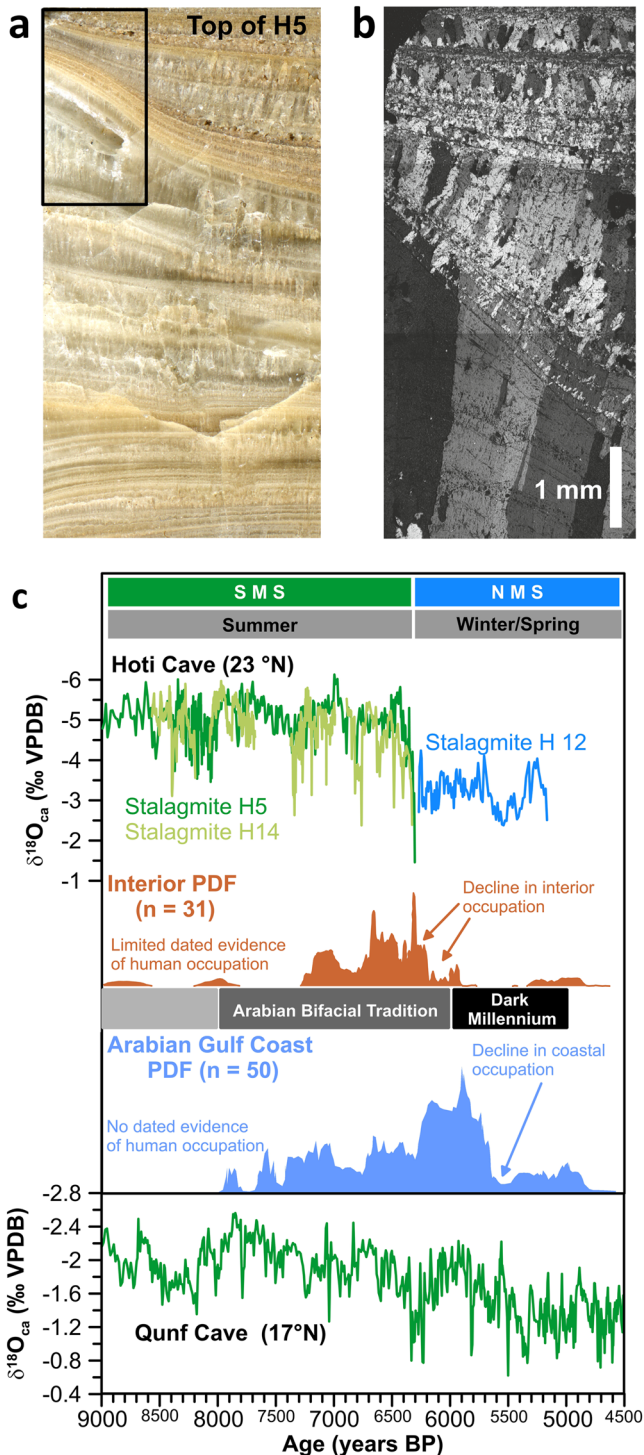 a
Top of H5
b
1 mm
c
S M S
N M S
Summer
Winter/Spring
Hoti Cave (23 °N)
-6
-5
-4
-3
-2
-1
δ18Oca (‰ VPDB)
Stalagmite H 12
Stalagmite H5
Stalagmite H14
Interior PDF
(n = 31)
Decline in interior
occupation
Limited dated evidence
of human occupation
Arabian Bifacial Tradition
Dark
Millennium
Arabian Gulf Coast
PDF (n = 50)
Decline in coastal
occupation
No dated evidence
of human occupation
-2.8
-2.4
-2
-1.6
-1.2
-0.8
-0.4
δ18Oca (‰ VPDB)
Qunf Cave (17°N)
9000 8500 8000 7500 7000 6500 6000 5500 5000 4500
Age (years BP)